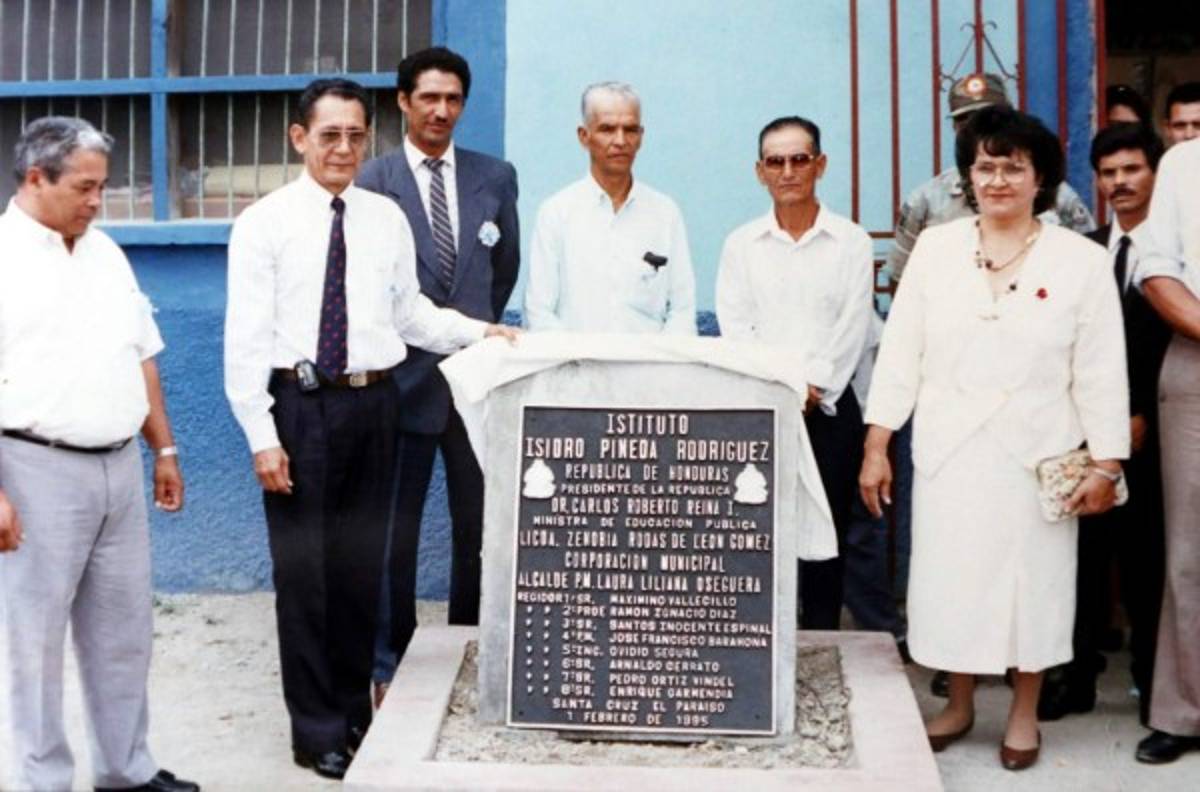 ISTITUTO
ISIDRO PINEDA RODRIGUEZ
REPUBLICA DE HONDURAS
PRESIDENTE DE LA REPUBLICA
DR. CARLOS ROBERTO REINA I.
MINISTRA DE EDUCACION PUBLICA
LICDA. ZENOBIA RODAS DE LEON GOMEZ
CORPORACION MUNICIPAL
ALCALDE P.M. LAURA LILIANA OSEGUERA
REGIDOR 1º SR. MAXIMINO VALLECILLO
" " 2º PROF. RAMON IGNACIO DIAZ
" " 3º SR. SANTOS INOCENTE ESPINAL
" " 4º P.M. JOSE FRANCISCO BARAHONA
" " 5º ING. OVIDIO SEGURA
" " 6º SR. ARNALDO CERRATO
" " 7º SR. PEDRO ORTIZ VINDEL
" " 8º SR. ENRIQUE GARMENDIA
SANTA CRUZ EL PARAISO
1 FEBRERO DE 1995